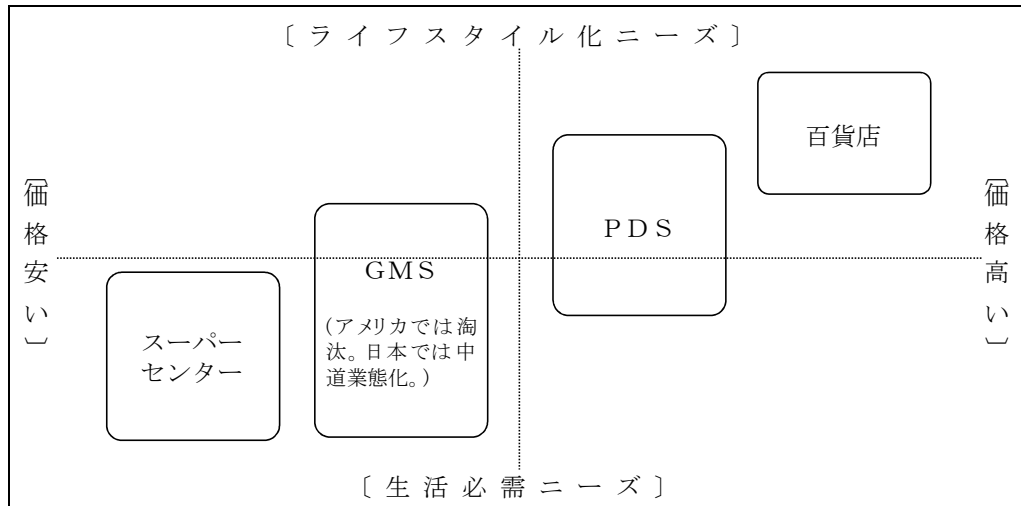 〔ライフスタイル化ニーズ〕
百貨店
PDS
〔価格安い〕
〔価格高い〕
GMS
(アメリカでは淘
汰。日本では中
道業態化。)
スーパー
センター
〔生活必需ニーズ〕